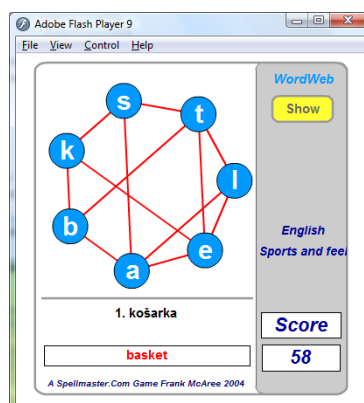 Adobe Flash Player 9
File View Control Help
WordWeb
Show
s
t
k
l
b
e
a
English
Sports and feel
1. košarka
basket
Score
58
A Spellmaster.Com Game Frank McAree 2004